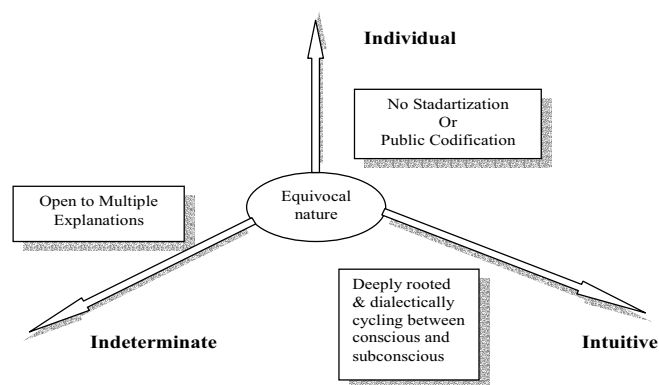 Individual
No Stadartization
Or
Public Codification
Equivocal
nature
Open to Multiple
Explanations
Deeply rooted
& dialectically
cycling between
conscious and
subconscious
Indeterminate
Intuitive